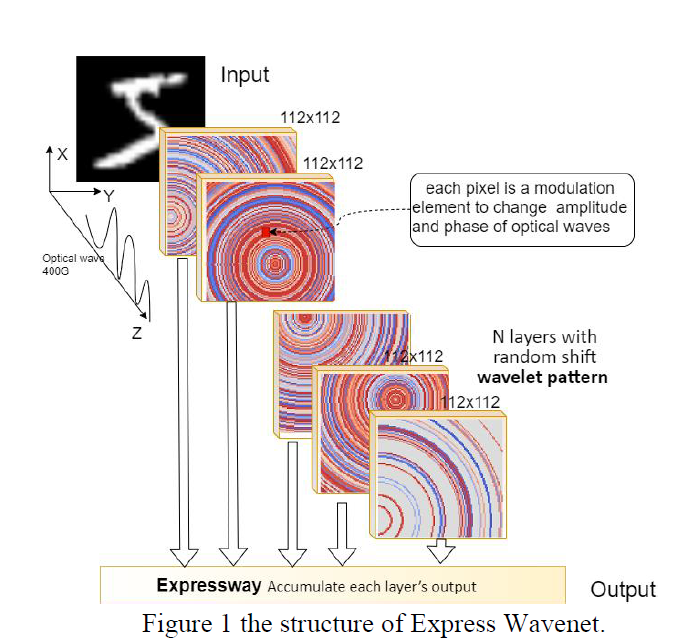 Input
112x112
112x112
X
Y
each pixel is a modulation
element to change amplitude
and phase of optical waves
Optical wave
400G
Z
N layers with
random shift
wavelet pattern
112x112
112x112
Expressway Accumulate each layer's output
Output
Figure 1 the structure of Express Wavenet.